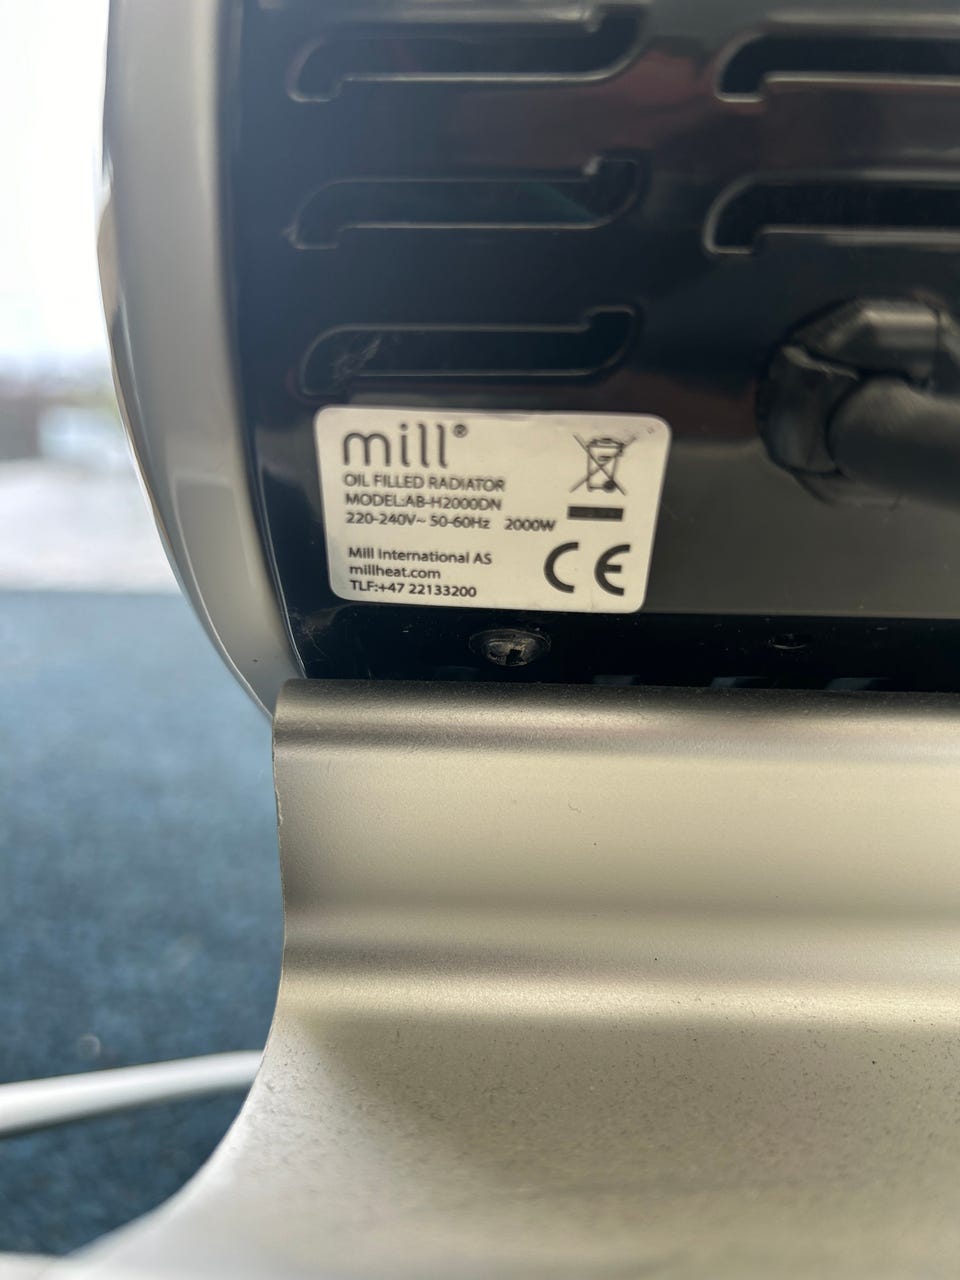 mill®
OIL FILLED RADIATOR
MODEL:AB-H2000DN
220-240V~ 50-60Hz 2000W
Mill International AS
millheat.com
TLF:+47 22133200
CE